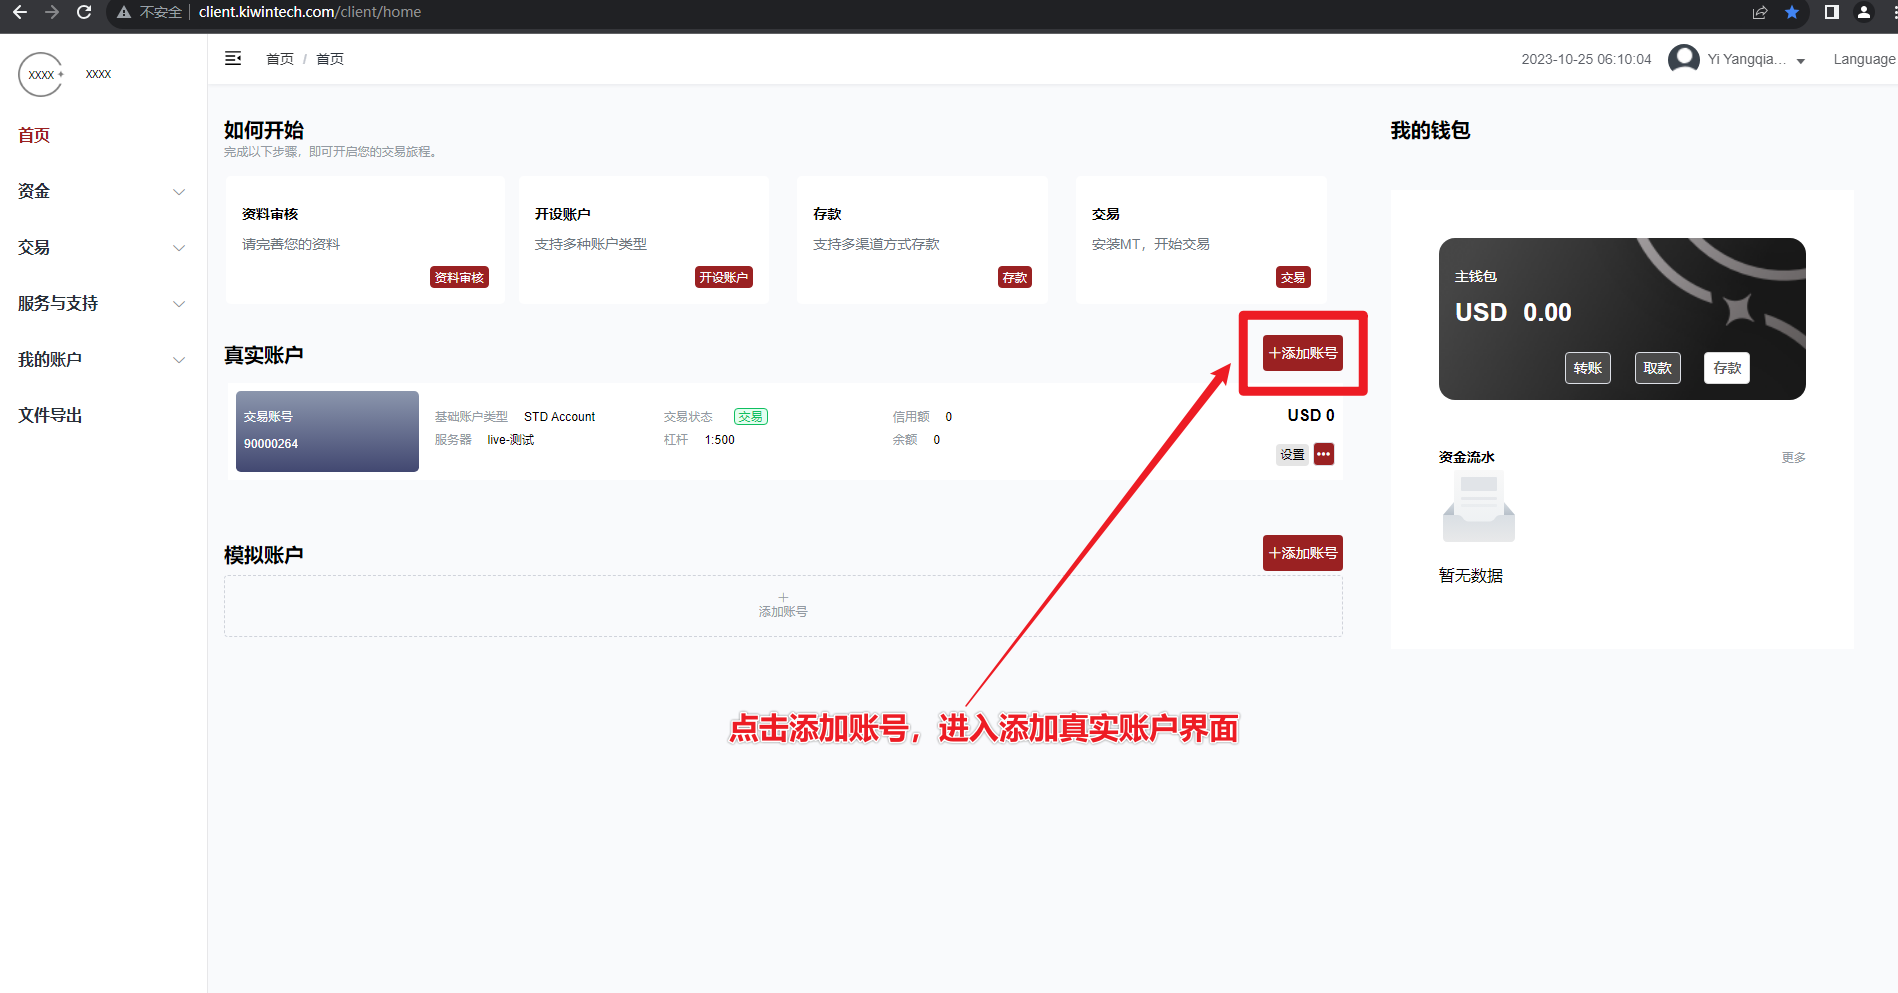 不安全 client.kiwintech.com/client/home
XXXX XXXX
首页 / 首页
2023-10-25 06:10:04 Yi Yangqia... Language
首页
资金
交易
服务与支持
我的账户
文件导出
如何开始
完成以下步骤，即可开启您的交易旅程。
资料审核
请完善您的资料
资料审核
开设账户
支持多种账户类型
开设账户
存款
支持多渠道方式存款
存款
交易
安装MT，开始交易
交易
真实账户
+添加账号
交易账号
90000264
基础账户类型 STD Account
服务器 live-测试
交易状态 交易
杠杆 1:500
信用额 0
余额 0
USD 0
设置
模拟账户
+添加账号
+
添加账号
点击添加账号，进入添加真实账户界面
我的钱包
主钱包
USD 0.00
转账 取款 存款
资金流水 更多
暂无数据